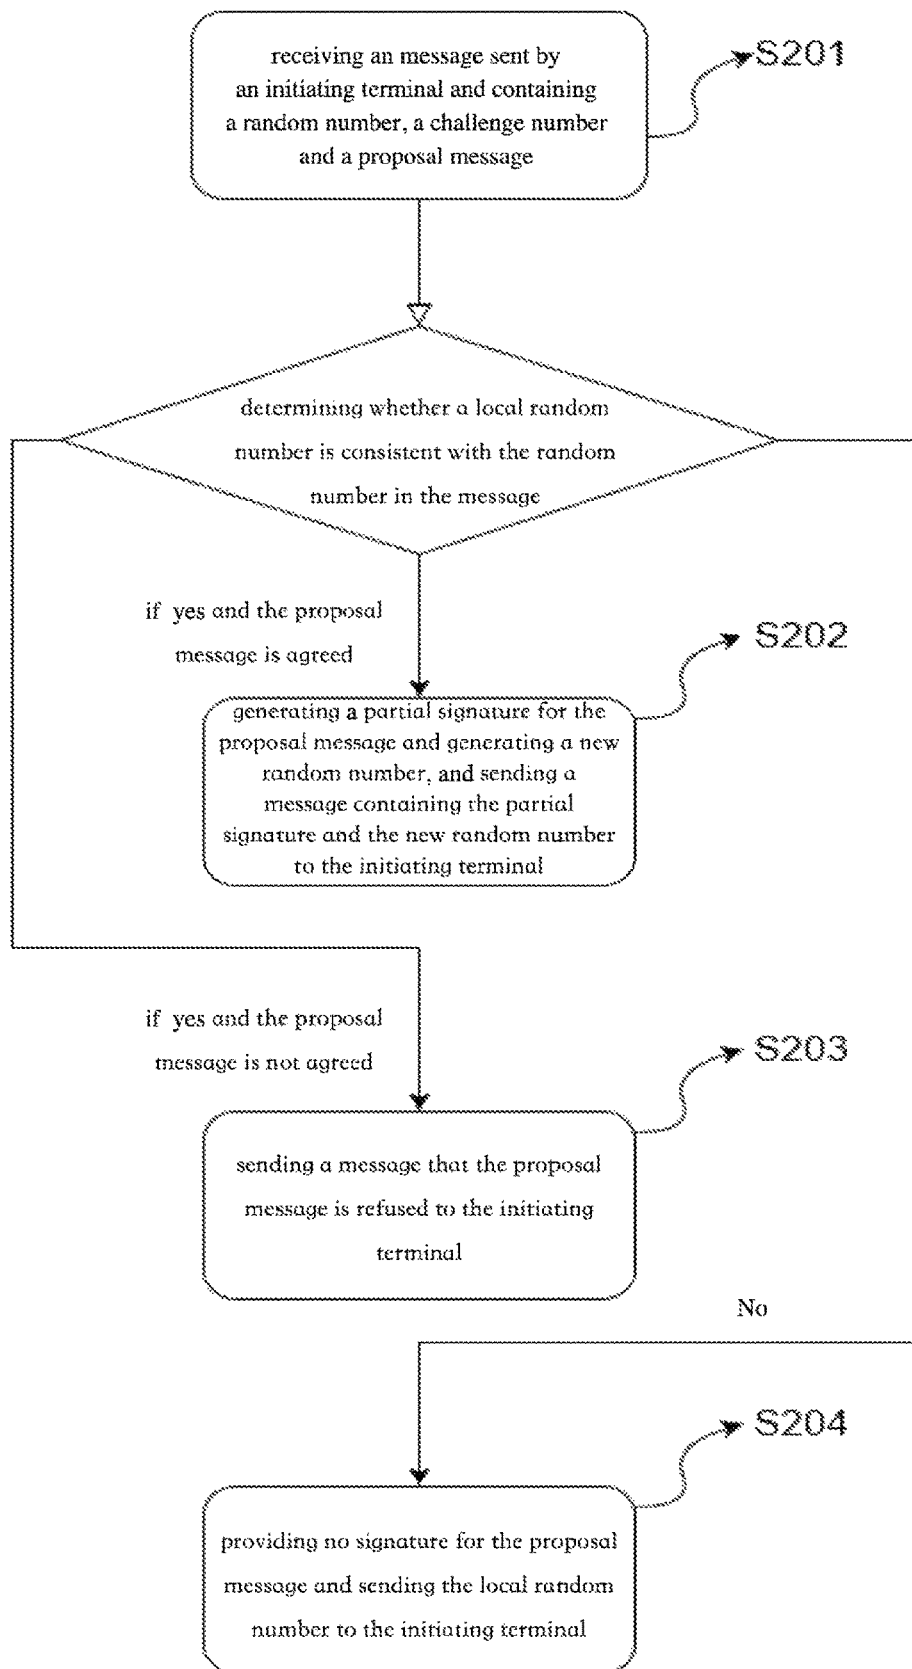 receiving an message sent by
an initiating terminal and containing
a random number, a challenge number
and a proposal message
S201
determining whether a local random
number is consistent with the random
number in the message
if yes and the proposal
message is agreed
S202
generating a partial signature for the
proposal message and generating a new
random number, and sending a
message containing the partial
signature and the new random number
to the initiating terminal
if yes and the proposal
message is not agreed
S203
sending a message that the proposal
message is refused to the initiating
terminal
No
S204
providing no signature for the proposal
message and sending the local random
number to the initiating terminal